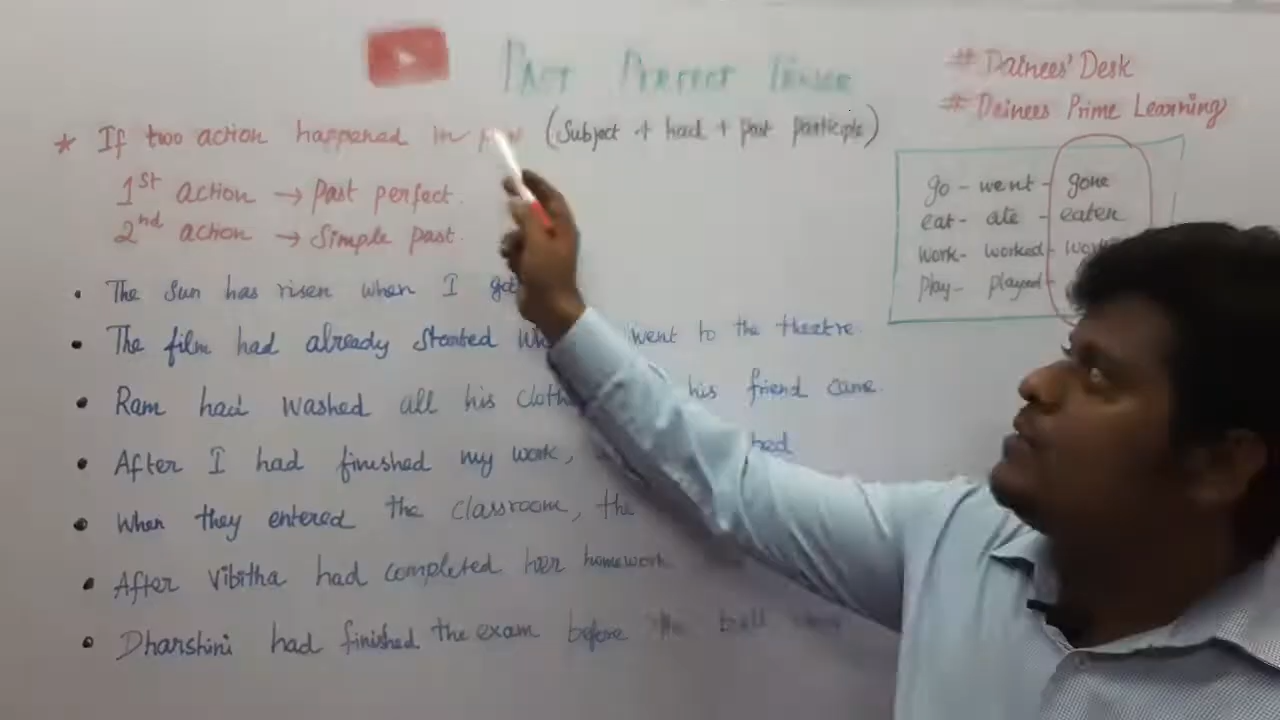 PAST PERFECT TENSE
# Dainees' Desk
# Dainees Prime Learning
* If two action happened in (Subject + had + past participle)
1st action → Past perfect.
2nd action → Simple past.
go - went - gone
eat - ate - eaten
work - worked -
play - played -
• The Sun has risen when I
• The film had already started went to the theatre.
• Ram had washed all his his friend came.
• After I had finished my work,
• When they entered the classroom, the
• After Vibitha had completed her homework
• Dharshini had finished the exam before the bell